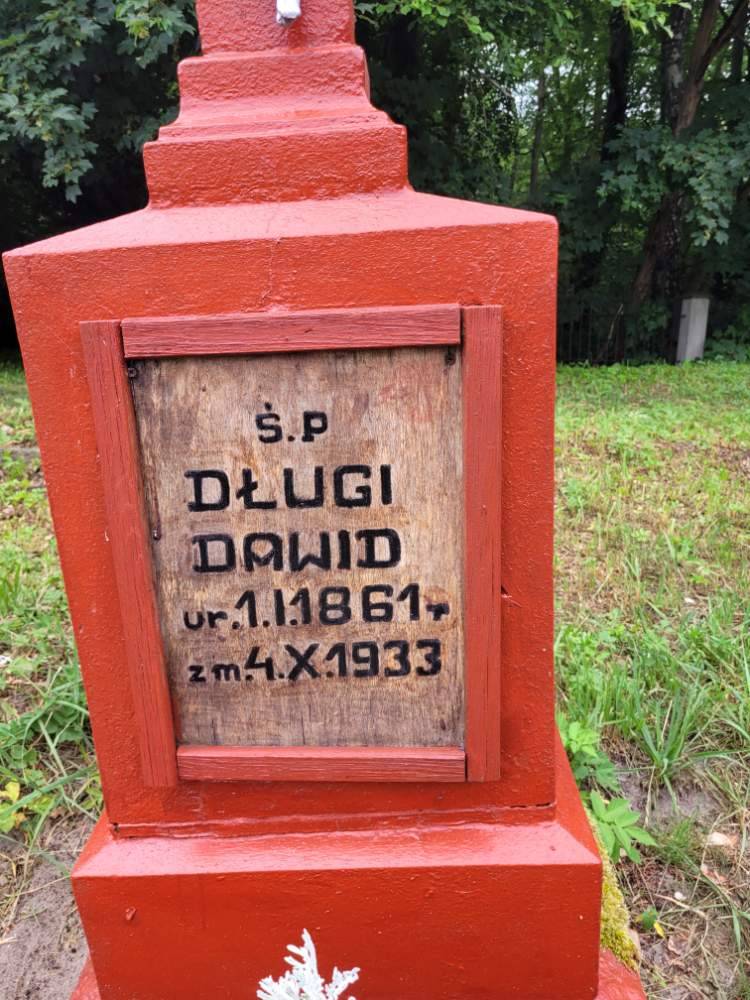 Ś.P
DŁUGI
DAWID
ur.1.I.1861r
zm.4.X.1933